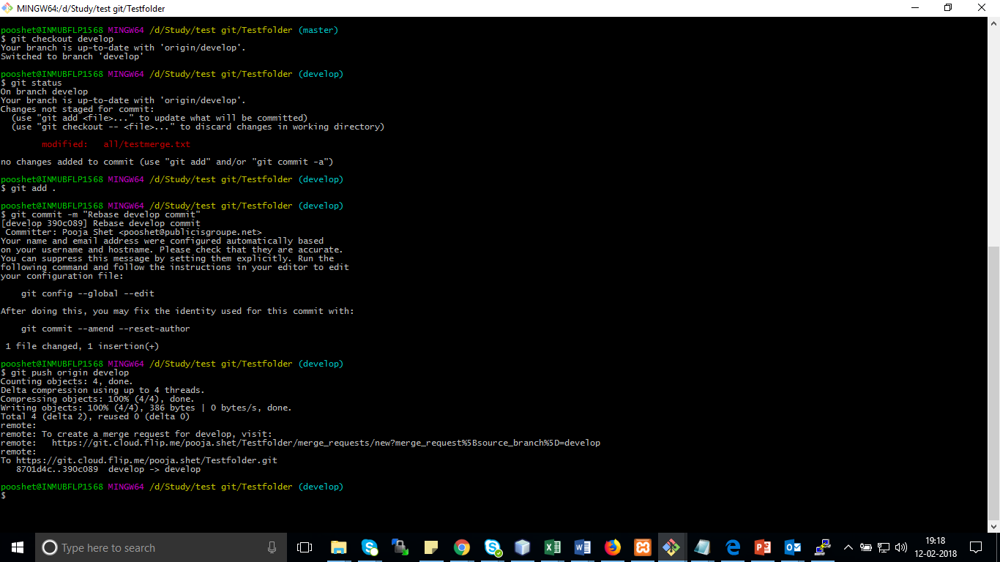 MINGW64:/d/Study/test git/Testfolder
pooshet@INMUBFLP1568 MINGW64 /d/Study/test git/Testfolder (master)
$ git checkout develop
Your branch is up-to-date with 'origin/develop'.
Switched to branch 'develop'
pooshet@INMUBFLP1568 MINGW64 /d/Study/test git/Testfolder (develop)
$ git status
On branch develop
Your branch is up-to-date with 'origin/develop'.
Changes not staged for commit:
  (use "git add <file>..." to update what will be committed)
  (use "git checkout -- <file>..." to discard changes in working directory)
        modified:   all/testmerge.txt
no changes added to commit (use "git add" and/or "git commit -a")
pooshet@INMUBFLP1568 MINGW64 /d/Study/test git/Testfolder (develop)
$ git add .
pooshet@INMUBFLP1568 MINGW64 /d/Study/test git/Testfolder (develop)
$ git commit -m "Rebase develop commit"
[develop 390c089] Rebase develop commit
 Committer: Pooja Shet <pooshet@publicisgroupe.net>
Your name and email address were configured automatically based
on your username and hostname. Please check that they are accurate.
You can suppress this message by setting them explicitly. Run the
following command and follow the instructions in your editor to edit
your configuration file:
    git config --global --edit
After doing this, you may fix the identity used for this commit with:
    git commit --amend --reset-author
 1 file changed, 1 insertion(+)
pooshet@INMUBFLP1568 MINGW64 /d/Study/test git/Testfolder (develop)
$ git push origin develop
Counting objects: 4, done.
Delta compression using up to 4 threads.
Compressing objects: 100% (4/4), done.
Writing objects: 100% (4/4), 386 bytes | 0 bytes/s, done.
Total 4 (delta 2), reused 0 (delta 0)
remote:
remote: To create a merge request for develop, visit:
remote:   https://git.cloud.flip.me/pooja.shet/Testfolder/merge_requests/new?merge_request%5Bsource_branch%5D=develop
remote:
To https://git.cloud.flip.me/pooja.shet/Testfolder.git
   8701d4c..390c089  develop -> develop
pooshet@INMUBFLP1568 MINGW64 /d/Study/test git/Testfolder (develop)
$
Type here to search
19:18
12-02-2018